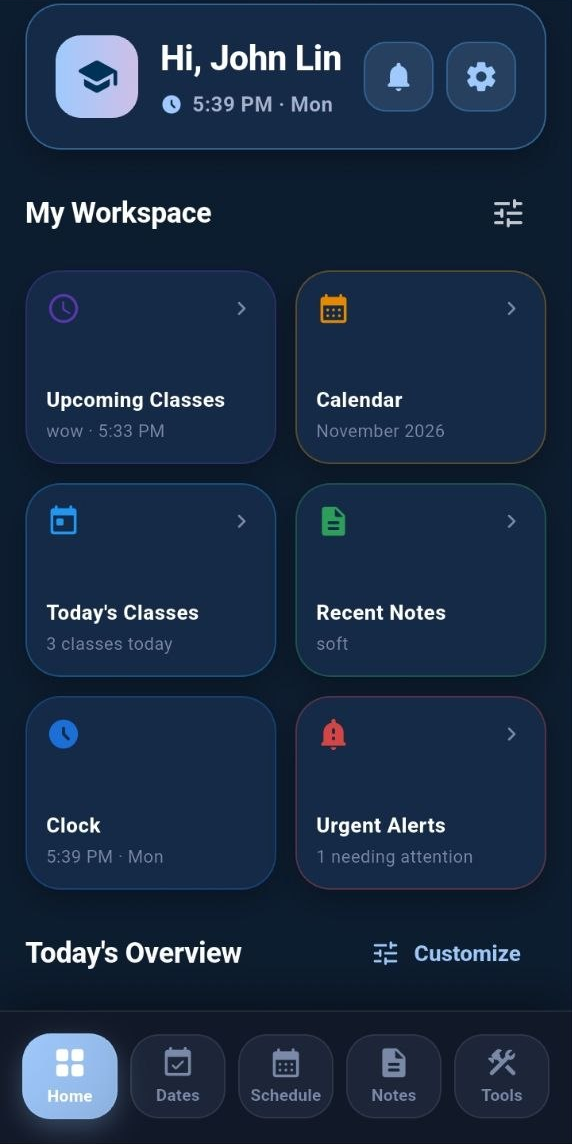 Hi, John Lin
5:39 PM · Mon
My Workspace
Upcoming Classes
wow · 5:33 PM
Calendar
November 2026
Today's Classes
3 classes today
Recent Notes
soft
Clock
5:39 PM · Mon
Urgent Alerts
1 needing attention
Today's Overview
Customize
Home
Dates
Schedule
Notes
Tools